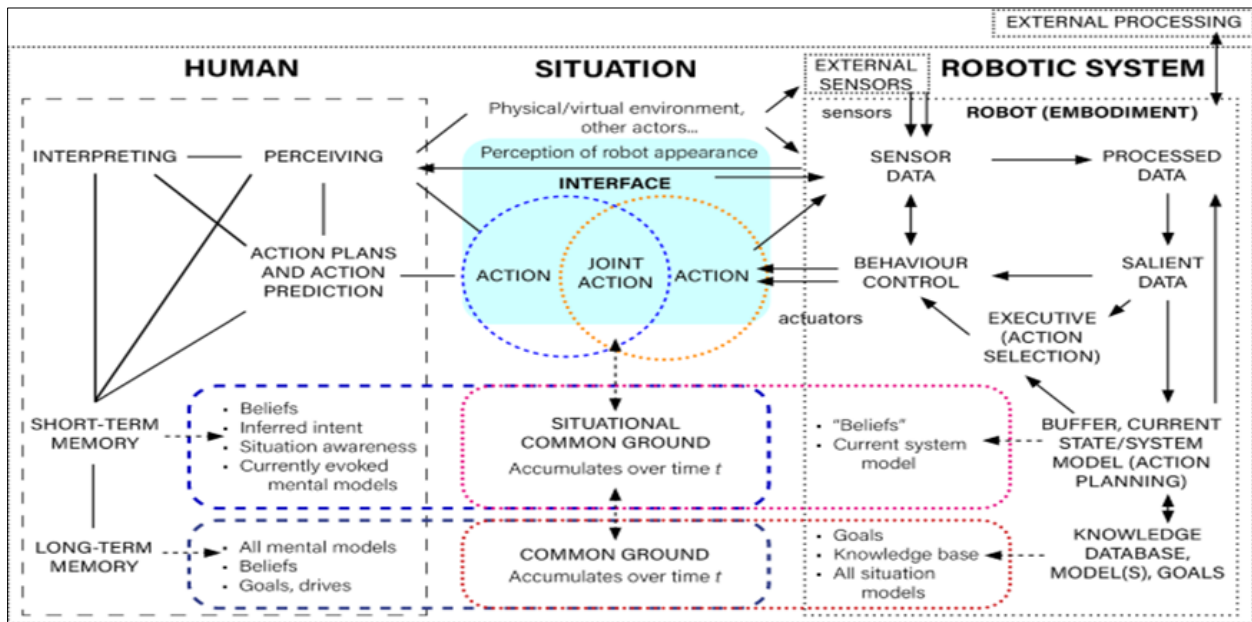 EXTERNAL PROCESSING
HUMAN
SITUATION
EXTERNAL
SENSORS
ROBOTIC SYSTEM
Physical/virtual environment,
other actors...
sensors
ROBOT (EMBODIMENT)
INTERPRETING
PERCEIVING
Perception of robot appearance
INTERFACE
SENSOR
DATA
PROCESSED
DATA
ACTION PLANS
AND ACTION
PREDICTION
ACTION
JOINT
ACTION
ACTION
BEHAVIOUR
CONTROL
SALIENT
DATA
actuators
EXECUTIVE
(ACTION
SELECTION)
SHORT-TERM
MEMORY
▪ Beliefs
▪ Inferred intent
▪ Situation awareness
▪ Currently evoked
mental models
SITUATIONAL
COMMON GROUND
Accumulates over time t
▪ "Beliefs"
▪ Current system
model
BUFFER, CURRENT
STATE/SYSTEM
MODEL (ACTION
PLANNING)
LONG-TERM
MEMORY
▪ All mental models
▪ Beliefs
▪ Goals, drives
COMMON GROUND
Accumulates over time t
▪ Goals
▪ Knowledge base
▪ All situation
models
KNOWLEDGE
DATABASE,
MODEL(S), GOALS